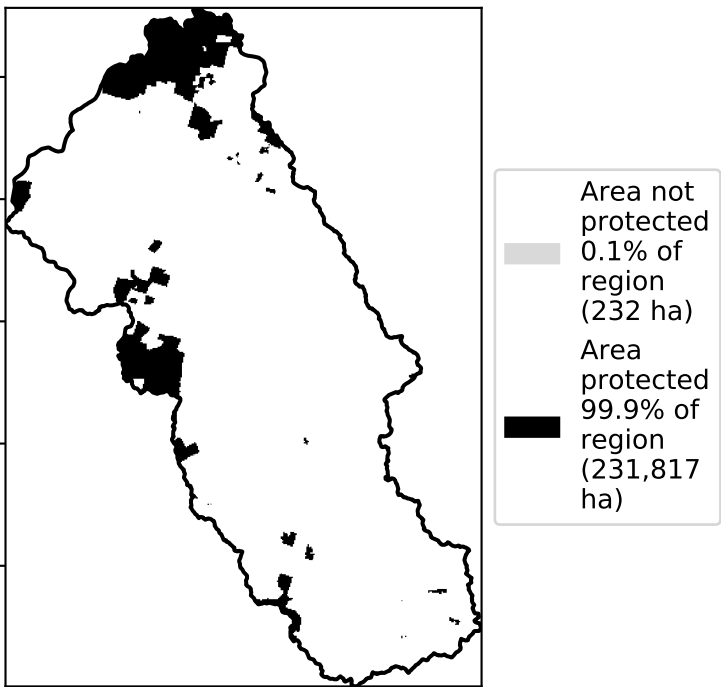 Area not
protected
0.1% of
region
(232 ha)
Area
protected
99.9% of
region
(231,817
ha)